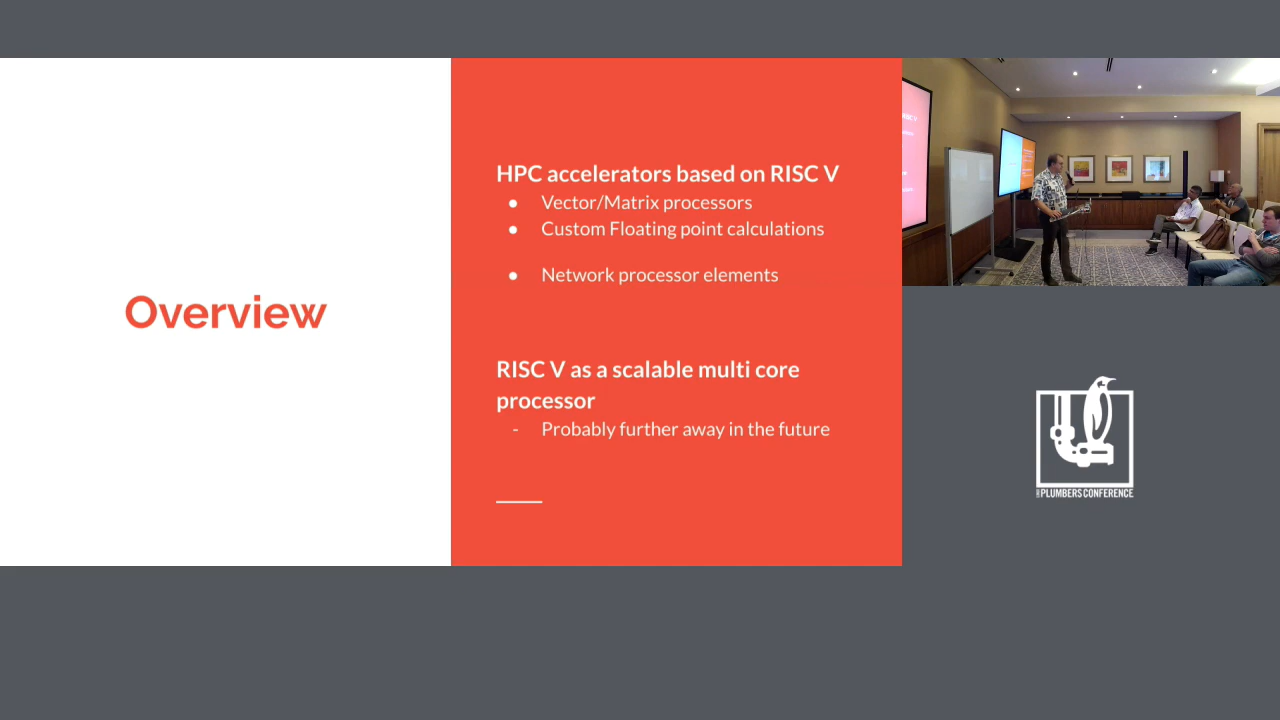 Overview
HPC accelerators based on RISC V
● Vector/Matrix processors
● Custom Floating point calculations
● Network processor elements
RISC V as a scalable multi core
processor
- Probably further away in the future
PLUMBERS CONFERENCE